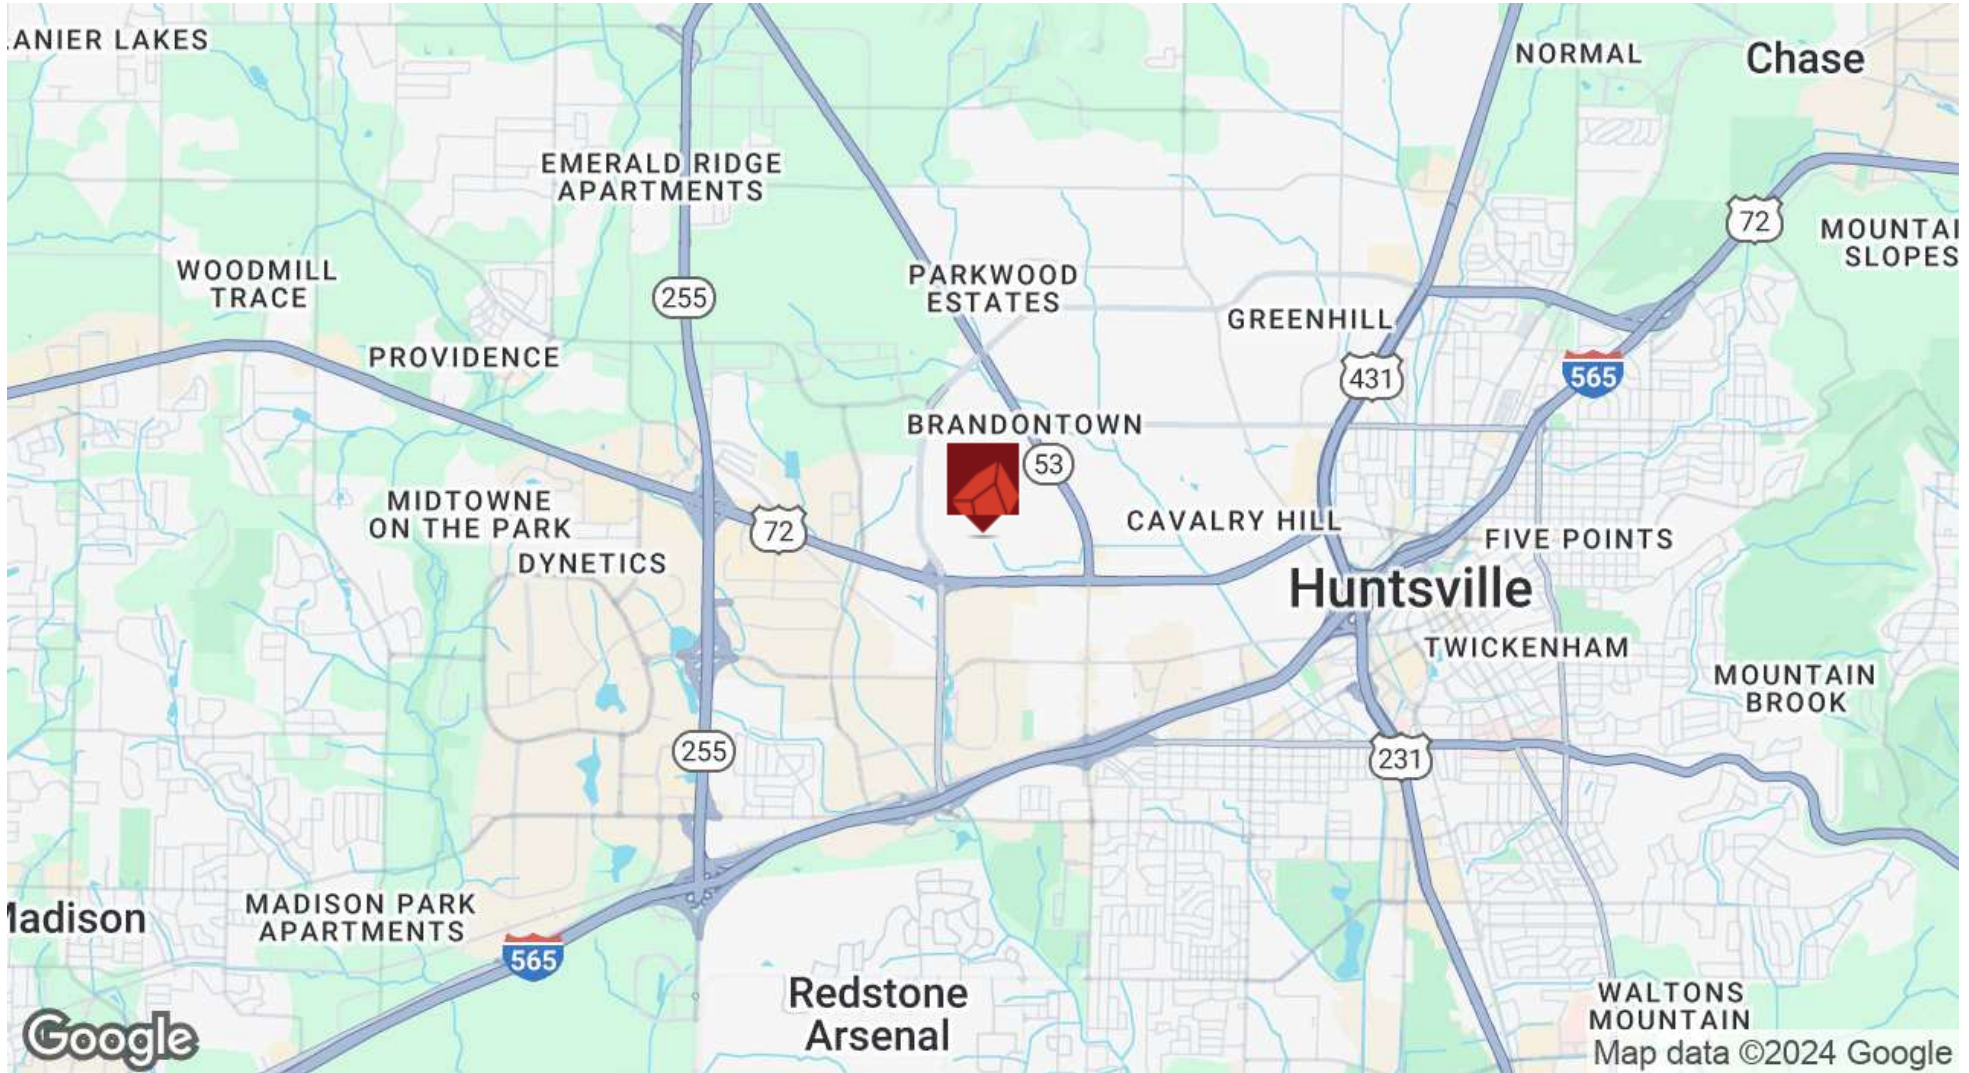 LANIER LAKES
NORMAL
Chase
EMERALD RIDGE
APARTMENTS
72
MOUNTAI
SLOPES
WOODMILL
TRACE
255
PARKWOOD
ESTATES
GREENHILL
PROVIDENCE
431
565
BRANDONTOWN
53
MIDTOWNE
ON THE PARK
72
CAVALRY HILL
FIVE POINTS
DYNETICS
Huntsville
TWICKENHAM
MOUNTAIN
BROOK
255
231
MADISON PARK
APARTMENTS
Madison
565
Redstone
Arsenal
WALTONS
MOUNTAIN
Google
Map data ©2024 Google